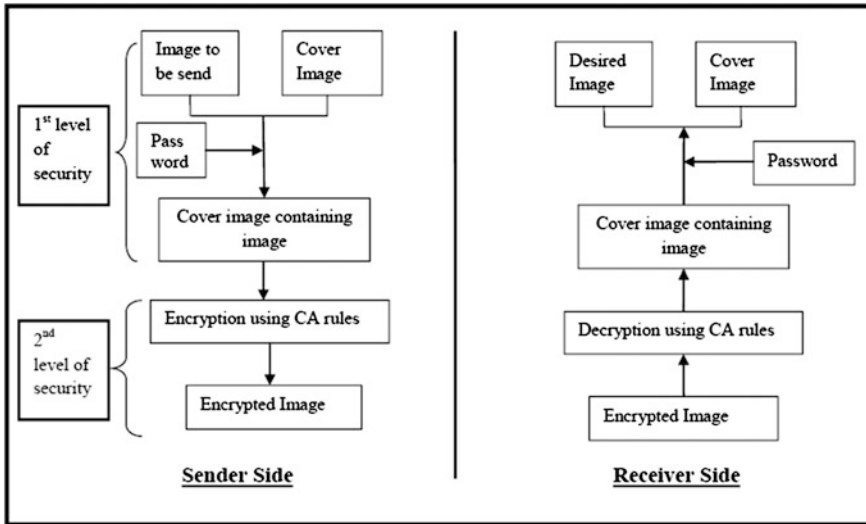 Image to
be send
Cover
Image
1st level
of
security
Pass
word
Cover image containing
image
2nd
level of
security
Encryption using CA rules
Encrypted Image
Sender Side
Desired
Image
Cover
Image
Password
Cover image containing
image
Decryption using CA rules
Encrypted Image
Receiver Side